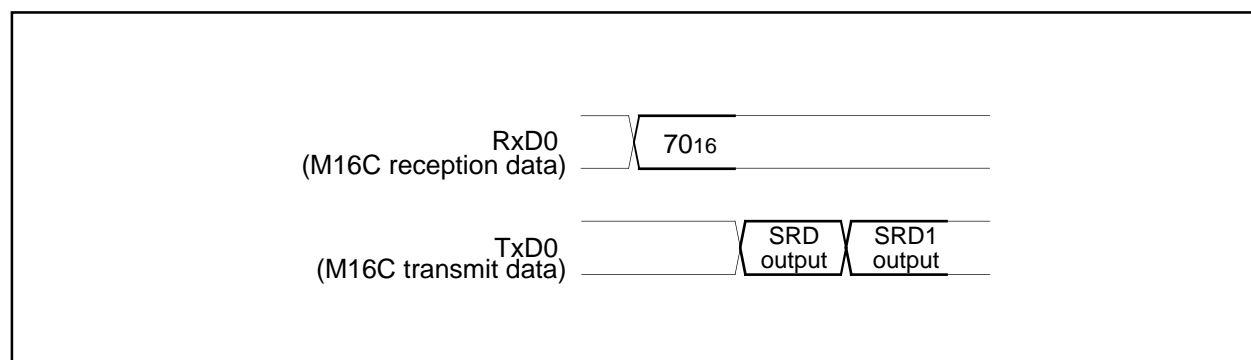 RxD0
(M16C reception data)
7016
TxD0
(M16C transmit data)
SRD
output
SRD1
output